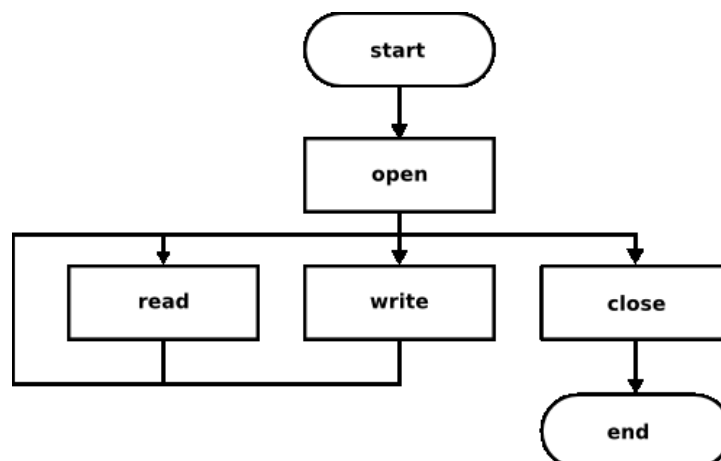 start
open
read
write
close
end